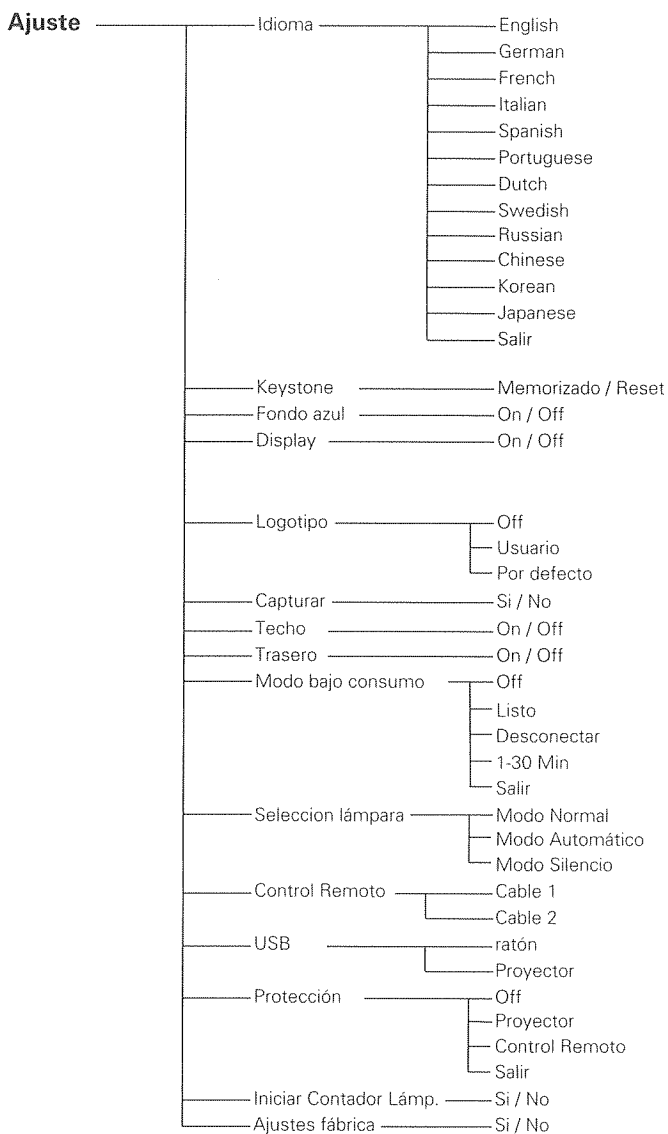 Ajuste Idioma English
German
French
Italian
Spanish
Portuguese
Dutch
Swedish
Russian
Chinese
Korean
Japanese
Salir
Keystone Memorizado / Reset
Fondo azul On / Off
Display On / Off
Logotipo Off
Usuario
Por defecto
Capturar Si / No
Techo On / Off
Trasero On / Off
Modo bajo consumo Off
Listo
Desconectar
1-30 Min
Salir
Seleccion lámpara Modo Normal
Modo Automático
Modo Silencio
Control Remoto Cable 1
Cable 2
USB ratón
Proyector
Protección Off
Proyector
Control Remoto
Salir
Iniciar Contador Lámp. Si / No
Ajustes fábrica Si / No